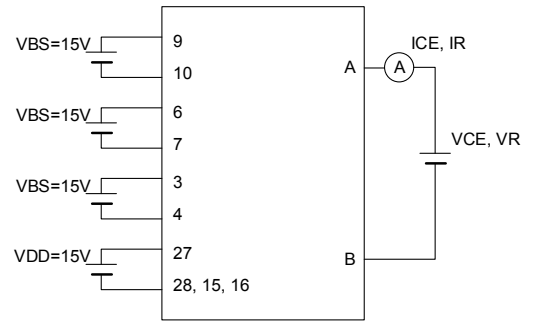 VBS=15V 9
10
ICE, IR
A A
VBS=15V 6
7
VCE, VR
VBS=15V 3
4
VDD=15V 27
B
28, 15, 16